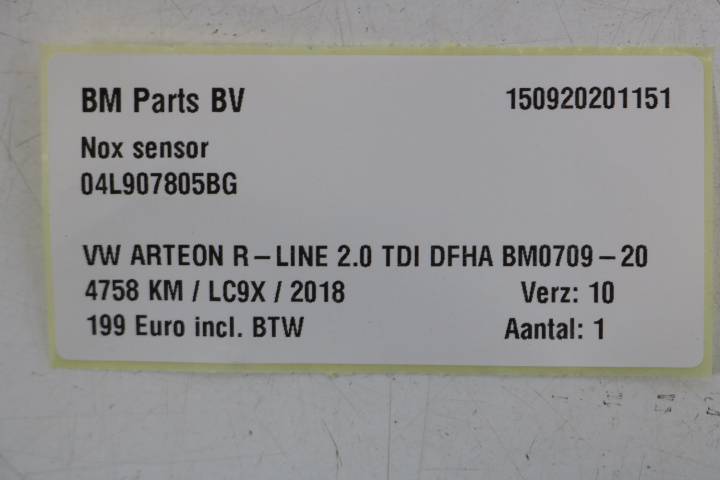 BM Parts BV 150920201151
Nox sensor
04L907805BG
VW ARTEON R-LINE 2.0 TDI DFHA BM0709-20
4758 KM / LC9X / 2018 Verz: 10
199 Euro incl. BTW Aantal: 1